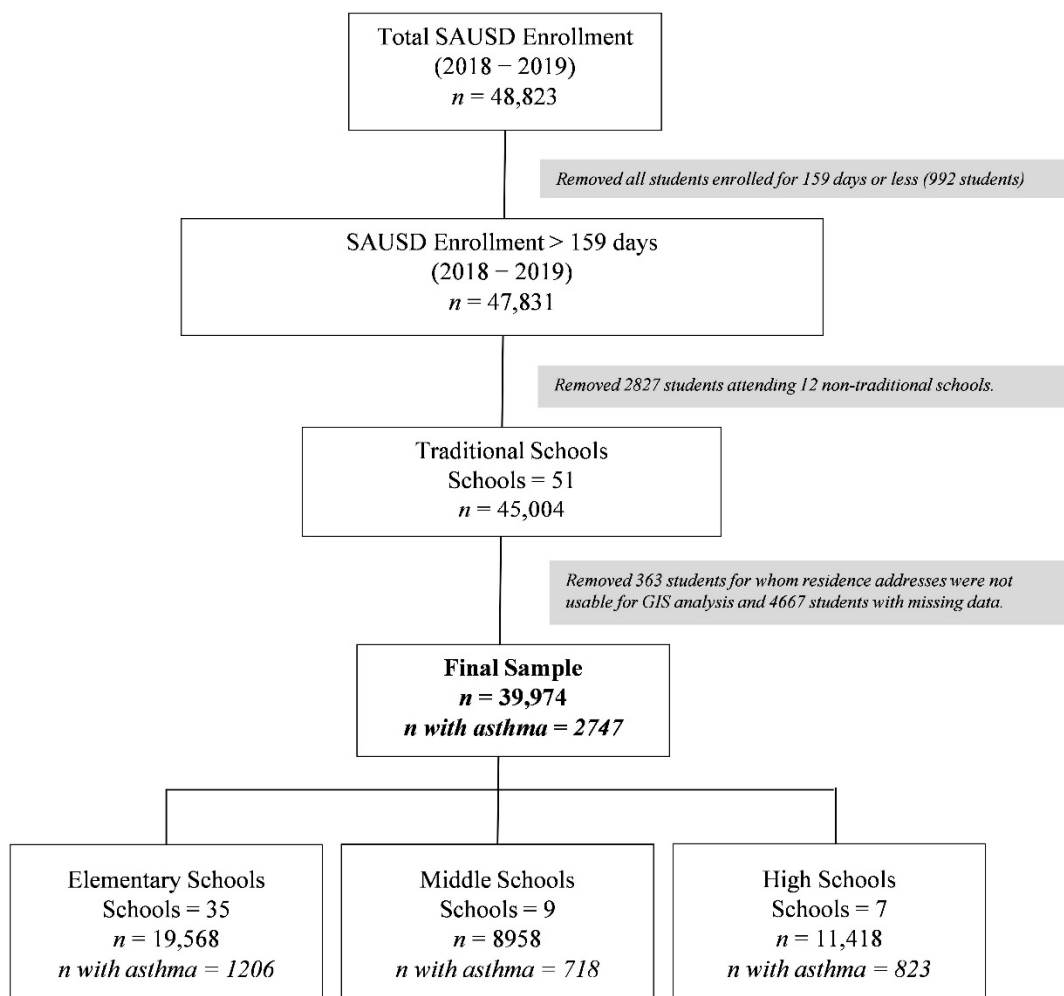 Total SAUSD Enrollment
(2018 − 2019)
n = 48,823
Removed all students enrolled for 159 days or less (992 students)
SAUSD Enrollment > 159 days
(2018 − 2019)
n = 47,831
Removed 2827 students attending 12 non-traditional schools.
Traditional Schools
Schools = 51
n = 45,004
Removed 363 students for whom residence addresses were not
usable for GIS analysis and 4667 students with missing data.
Final Sample
n = 39,974
n with asthma = 2747
Elementary Schools
Schools = 35
n = 19,568
n with asthma = 1206
Middle Schools
Schools = 9
n = 8958
n with asthma = 718
High Schools
Schools = 7
n = 11,418
n with asthma = 823